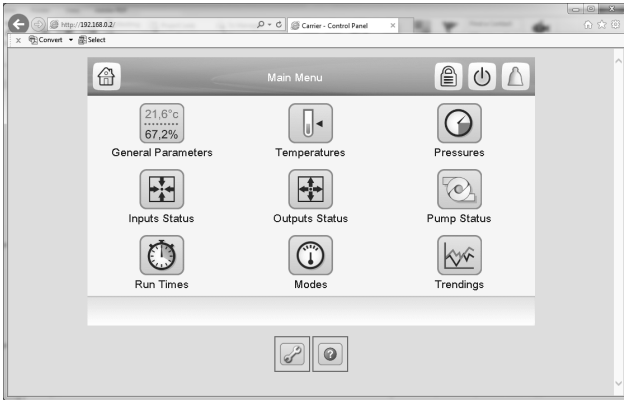 http://192.168.0.2/
Carrier - Control Panel
x Convert Select
Main Menu
21,6°c
67,2%
General Parameters
Temperatures
Pressures
Inputs Status
Outputs Status
Pump Status
Run Times
Modes
Trendings